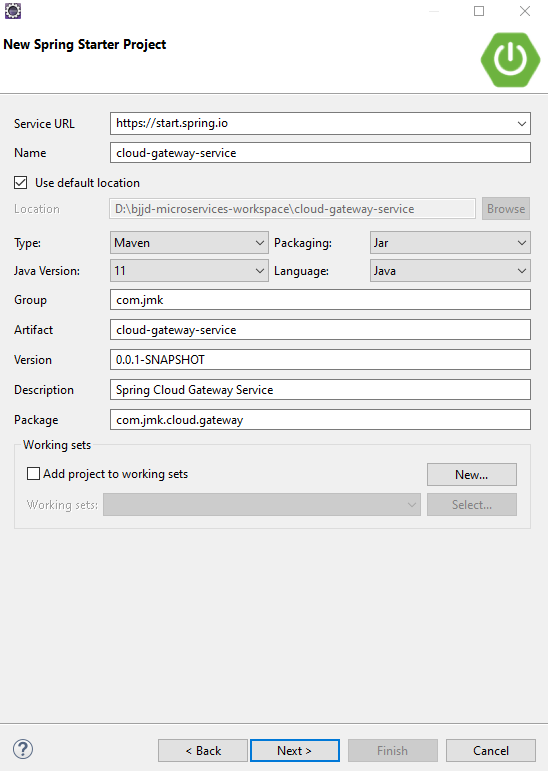 New Spring Starter Project
Service URL https://start.spring.io
Name cloud-gateway-service
Use default location
Location D:\bjjd-microservices-workspace\cloud-gateway-service Browse
Type: Maven Packaging: Jar
Java Version: 11 Language: Java
Group com.jmk
Artifact cloud-gateway-service
Version 0.0.1-SNAPSHOT
Description Spring Cloud Gateway Service
Package com.jmk.cloud.gateway
Working sets
Add project to working sets New...
Working sets: Select...
? < Back Next > Finish Cancel